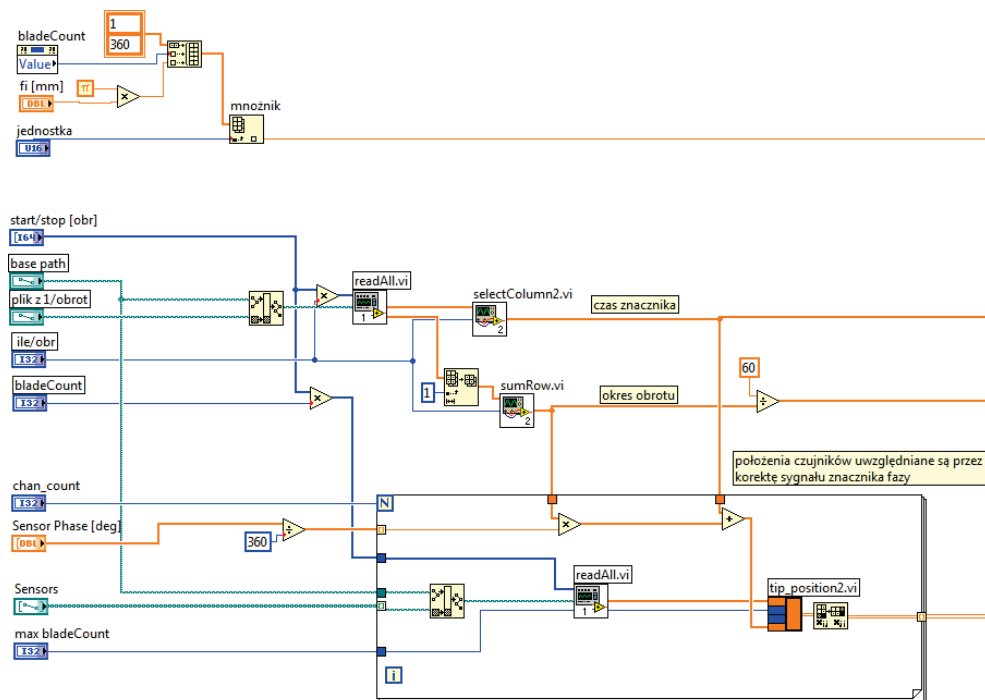 bladeCount
1
360
Value
fi [mm]
π
DBL
×
mnożnik
jednostka
U16
start/stop [obr]
[I64]
base path
plik z 1/obrot
readAll.vi
1
selectColumn2.vi
2
czas znacznika
ile/obr
I32
bladeCount
I32
×
×
1
sumRow.vi
2
okres obrotu
60
÷
położenia czujników uwzględniane są przez
korektę sygnału znacznika fazy
chan_count
I32
N
Sensor Phase [deg]
[DBL]
÷
360
×
+
Sensors
readAll.vi
1
tip_position2.vi
max bladeCount
I32
i